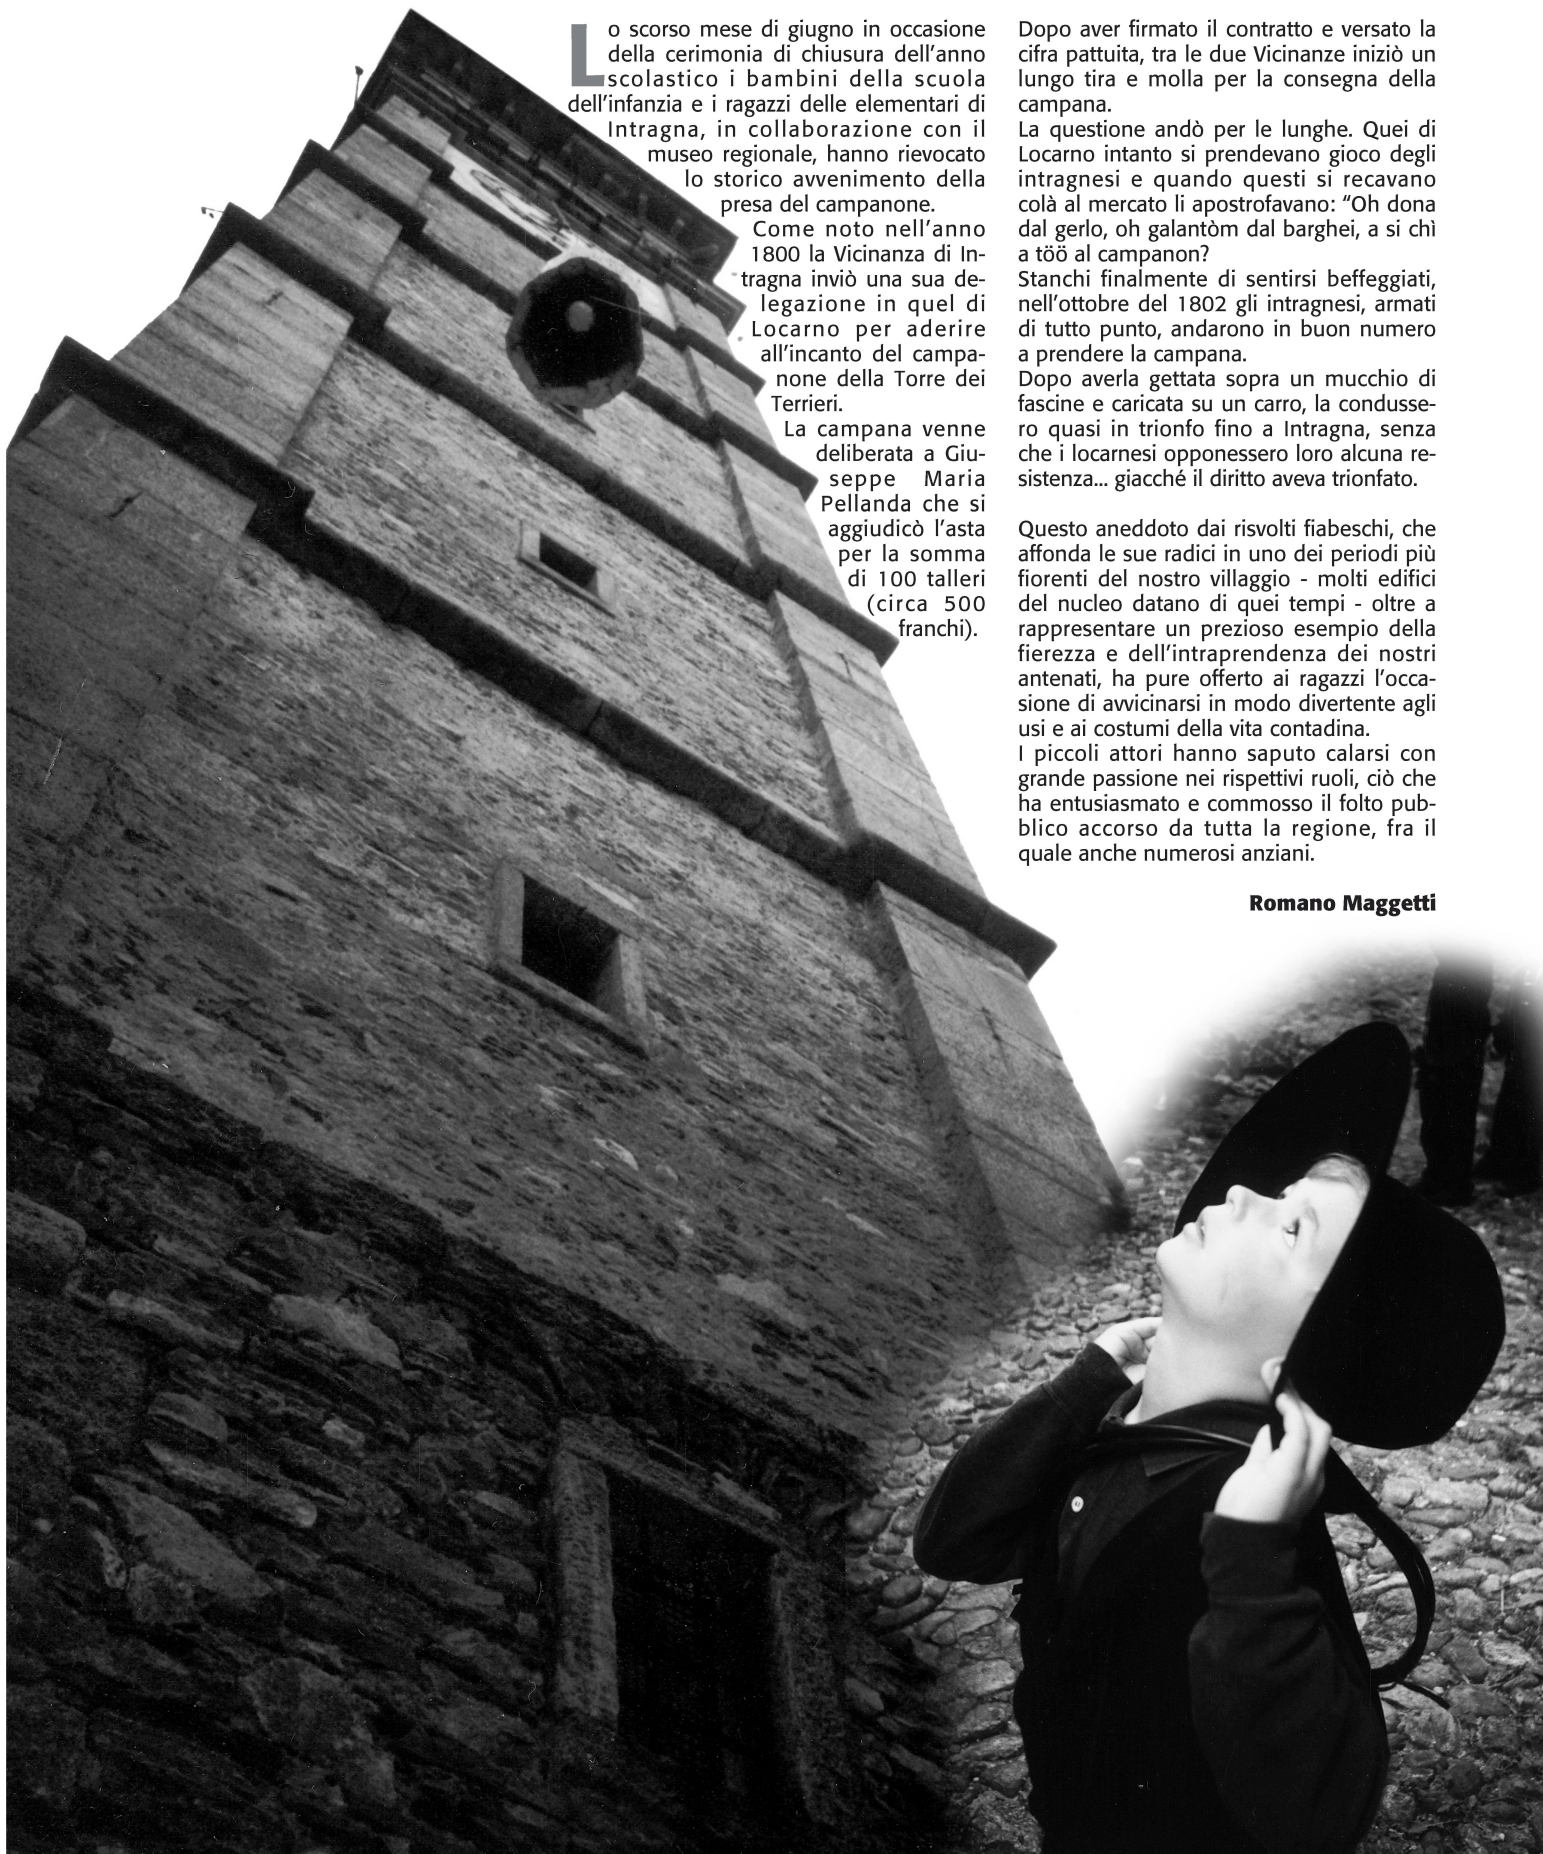 Lo scorso mese di giugno in occasione
della cerimonia di chiusura dell'anno
scolastico i bambini della scuola
dell'infanzia e i ragazzi delle elementari di
Intragna, in collaborazione con il
museo regionale, hanno rievocato
lo storico avvenimento della
presa del campanone.
Come noto nell'anno
1800 la Vicinanza di In-
tragna inviò una sua de-
legazione in quel di
Locarno per aderire
all'incanto del campa-
none della Torre dei
Terrieri.
La campana venne
deliberata a Giu-
seppe Maria
Pellanda che si
aggiudicò l'asta
per la somma
di 100 talleri
(circa 500
franchi).
Dopo aver firmato il contratto e versato la
cifra pattuita, tra le due Vicinanze iniziò un
lungo tira e molla per la consegna della
campana.
La questione andò per le lunghe. Quei di
Locarno intanto si prendevano gioco degli
intragnesi e quando questi si recavano
colà al mercato li apostrofavano: “Oh dona
dal gerlo, oh galantòm dal barghei, a si chì
a töö al campanon?
Stanchi finalmente di sentirsi beffeggiati,
nell'ottobre del 1802 gli intragnesi, armati
di tutto punto, andarono in buon numero
a prendere la campana.
Dopo averla gettata sopra un mucchio di
fascine e caricata su un carro, la condusse-
ro quasi in trionfo fino a Intragna, senza
che i locarnesi opponessero loro alcuna re-
sistenza... giacché il diritto aveva trionfato.
Questo aneddoto dai risvolti fiabeschi, che
affonda le sue radici in uno dei periodi più
fiorenti del nostro villaggio - molti edifici
del nucleo datano di quei tempi - oltre a
rappresentare un prezioso esempio della
fierezza e dell'intraprendenza dei nostri
antenati, ha pure offerto ai ragazzi l'occa-
sione di avvicinarsi in modo divertente agli
usi e ai costumi della vita contadina.
I piccoli attori hanno saputo calarsi con
grande passione nei rispettivi ruoli, ciò che
ha entusiasmato e commosso il folto pub-
blico accorso da tutta la regione, fra il
quale anche numerosi anziani.
Romano Maggetti